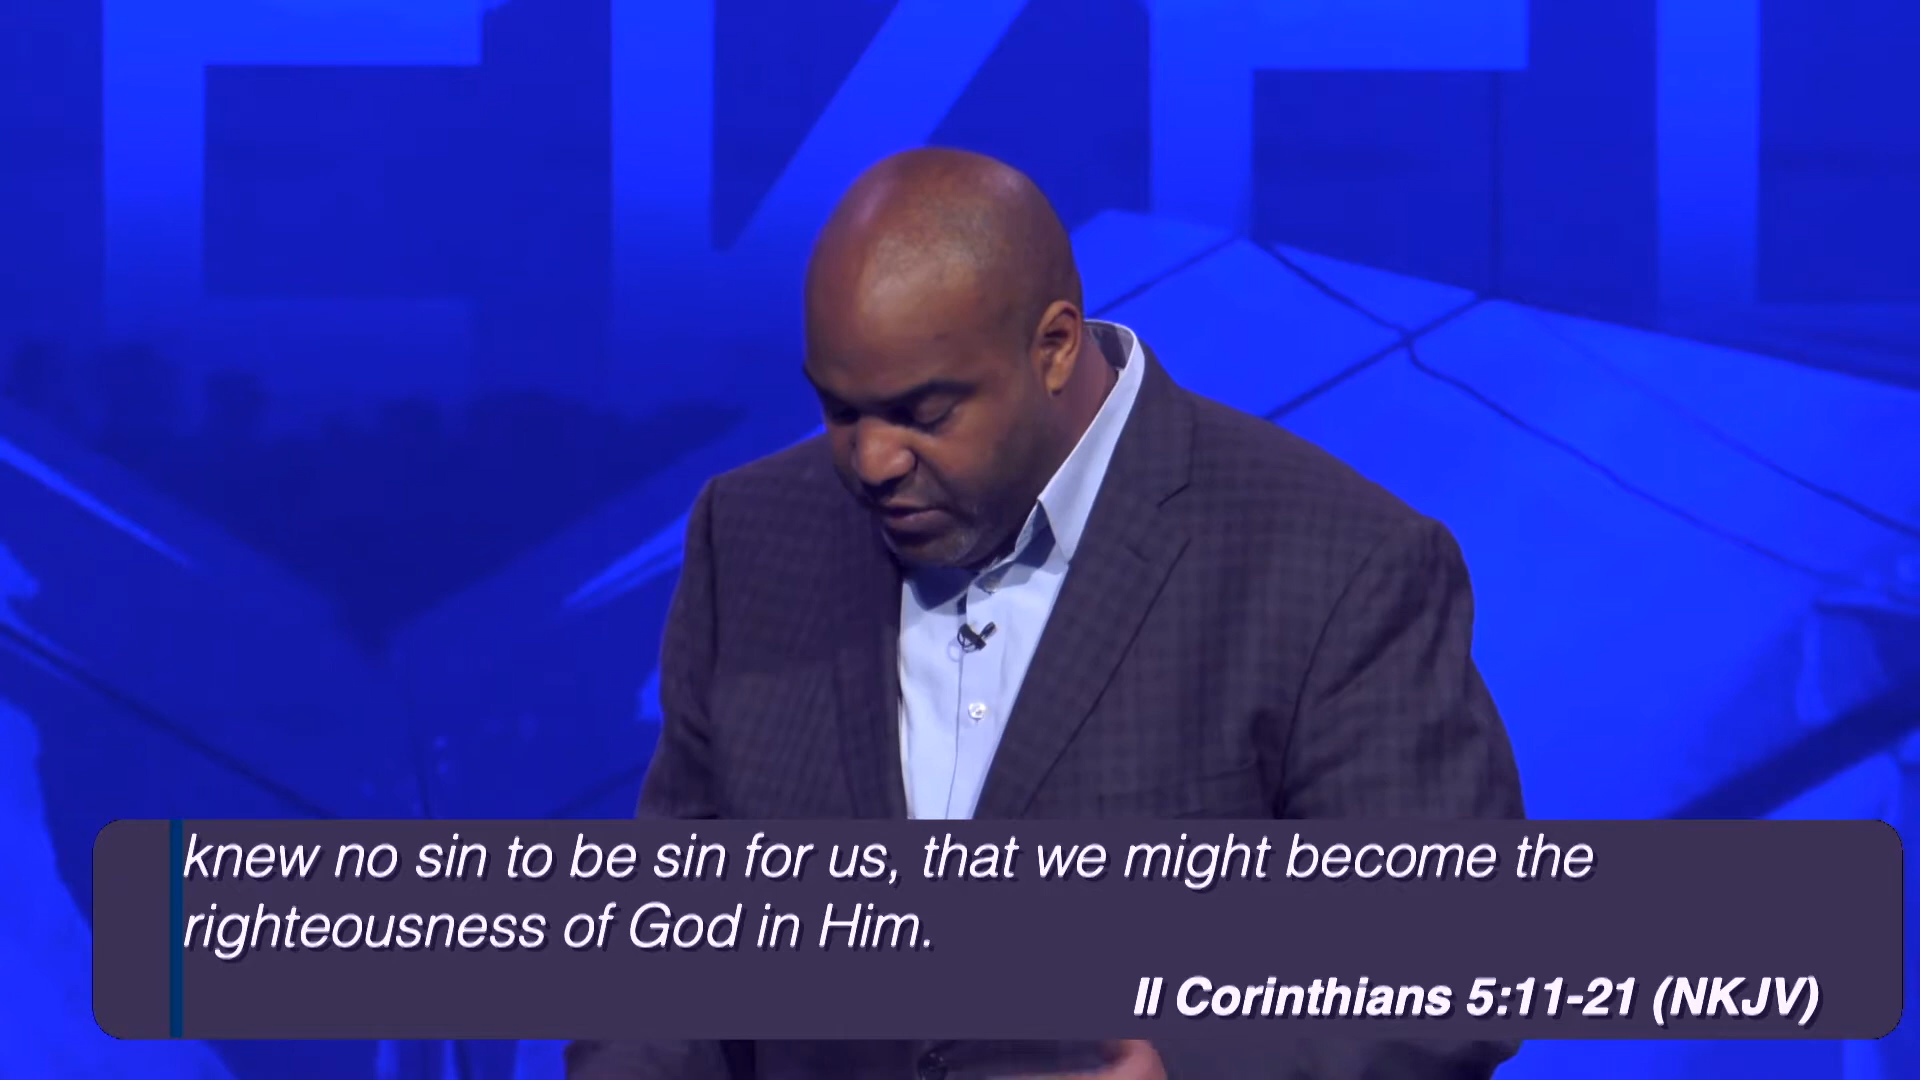 knew no sin to be sin for us, that we might become the
righteousness of God in Him.
II Corinthians 5:11-21 (NKJV)